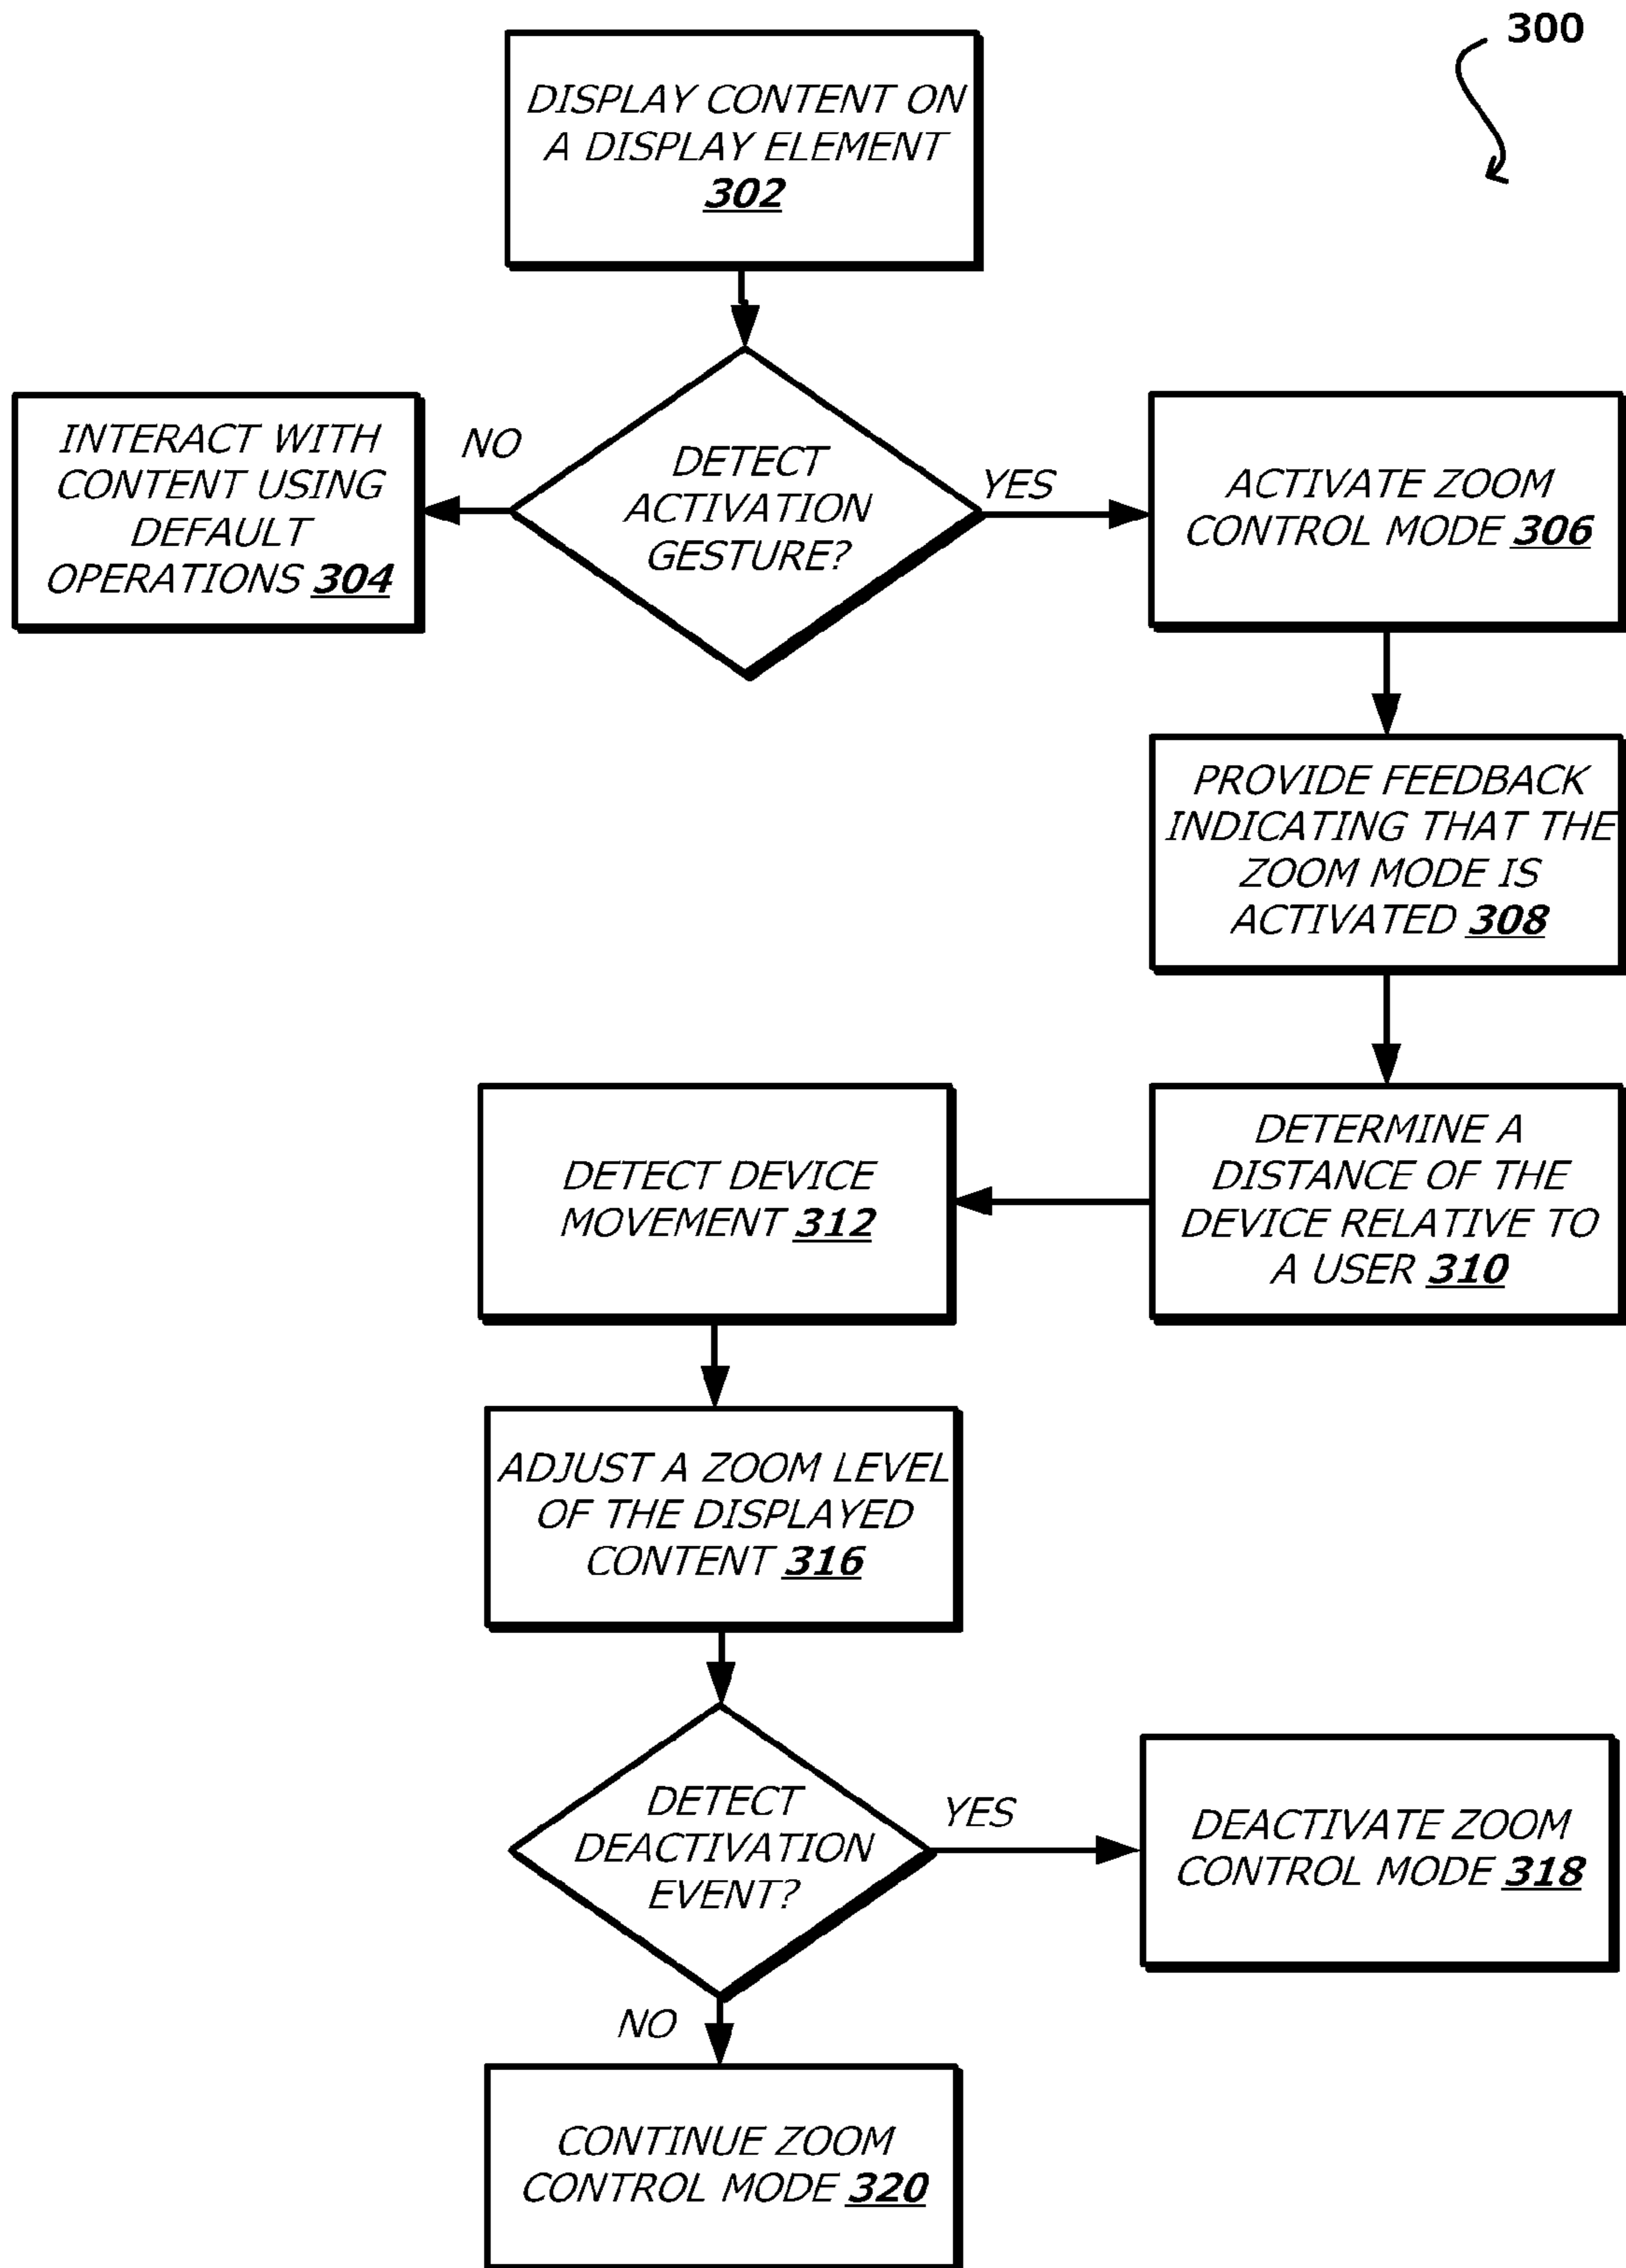 300
DISPLAY CONTENT ON
A DISPLAY ELEMENT
302
INTERACT WITH
CONTENT USING
DEFAULT
OPERATIONS 304
NO
DETECT
ACTIVATION
GESTURE?
YES
ACTIVATE ZOOM
CONTROL MODE 306
PROVIDE FEEDBACK
INDICATING THAT THE
ZOOM MODE IS
ACTIVATED 308
DETERMINE A
DISTANCE OF THE
DEVICE RELATIVE TO
A USER 310
DETECT DEVICE
MOVEMENT 312
ADJUST A ZOOM LEVEL
OF THE DISPLAYED
CONTENT 316
DETECT
DEACTIVATION
EVENT?
YES
DEACTIVATE ZOOM
CONTROL MODE 318
NO
CONTINUE ZOOM
CONTROL MODE 320